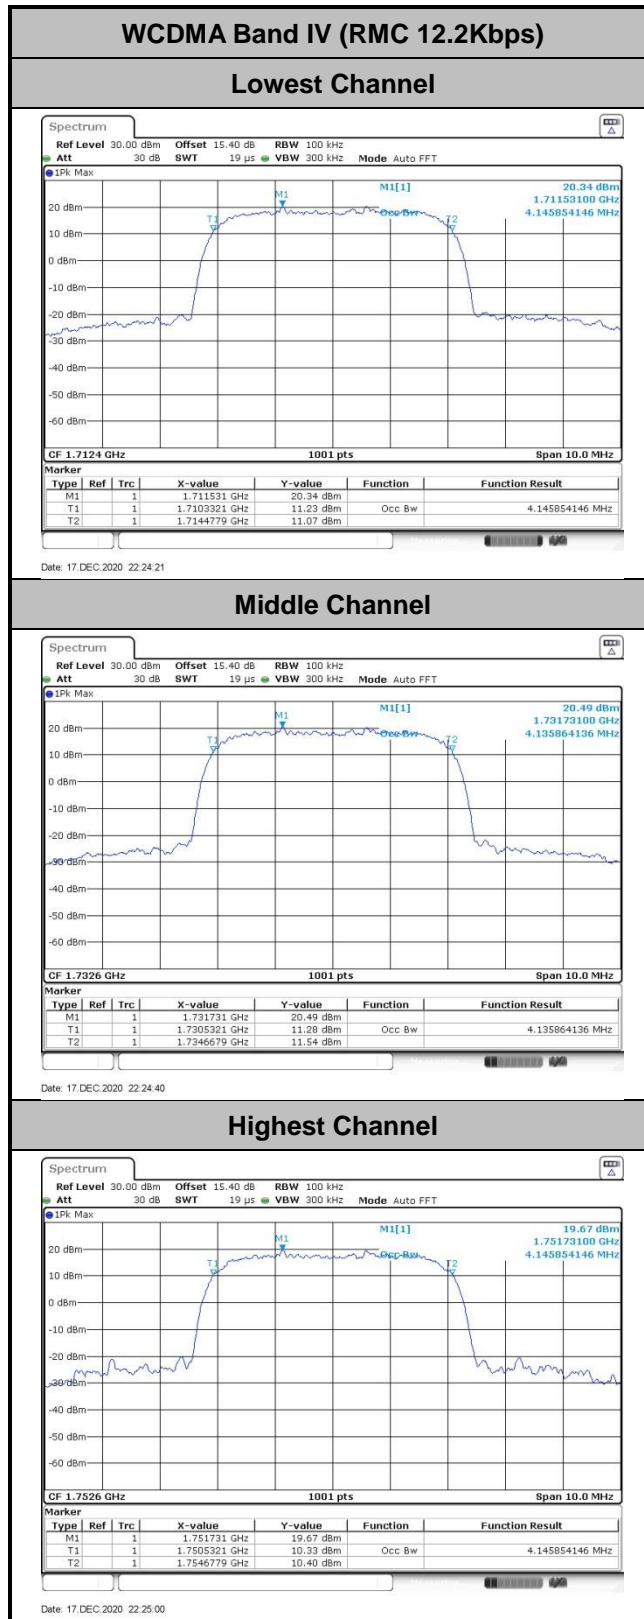 WCDMA Band IV (RMC 12.2Kbps)
Lowest Channel
Spectrum
Ref Level 30.00 dBm Offset 15.40 dB RBW 100 kHz
Att 30 dB SWT 19 µs VBW 300 kHz Mode Auto FFT
1Pk Max
M1[1] 20.34 dBm
1.71153100 GHz
Occ Bw 4.145854146 MHz
M1
T1
T2
20 dBm
10 dBm
0 dBm
-10 dBm
-20 dBm
-30 dBm
-40 dBm
-50 dBm
-60 dBm
CF 1.7124 GHz 1001 pts Span 10.0 MHz
Marker
Type Ref Trc X-value Y-value Function Function Result
M1 1 1.711531 GHz 20.34 dBm
T1 1 1.7103321 GHz 11.23 dBm Occ Bw 4.145854146 MHz
T2 1 1.7144779 GHz 11.07 dBm
Date: 17.DEC.2020 22:24:21
Middle Channel
Spectrum
Ref Level 30.00 dBm Offset 15.40 dB RBW 100 kHz
Att 30 dB SWT 19 µs VBW 300 kHz Mode Auto FFT
1Pk Max
M1[1] 20.49 dBm
1.73173100 GHz
Occ Bw 4.135864136 MHz
M1
T1
T2
20 dBm
10 dBm
0 dBm
-10 dBm
-20 dBm
-30 dBm
-40 dBm
-50 dBm
-60 dBm
CF 1.7326 GHz 1001 pts Span 10.0 MHz
Marker
Type Ref Trc X-value Y-value Function Function Result
M1 1 1.731731 GHz 20.49 dBm
T1 1 1.7305321 GHz 11.28 dBm Occ Bw 4.135864136 MHz
T2 1 1.7346679 GHz 11.54 dBm
Date: 17.DEC.2020 22:24:40
Highest Channel
Spectrum
Ref Level 30.00 dBm Offset 15.40 dB RBW 100 kHz
Att 30 dB SWT 19 µs VBW 300 kHz Mode Auto FFT
1Pk Max
M1[1] 19.67 dBm
1.75173100 GHz
Occ Bw 4.145854146 MHz
M1
T1
T2
20 dBm
10 dBm
0 dBm
-10 dBm
-20 dBm
-30 dBm
-40 dBm
-50 dBm
-60 dBm
CF 1.7526 GHz 1001 pts Span 10.0 MHz
Marker
Type Ref Trc X-value Y-value Function Function Result
M1 1 1.751731 GHz 19.67 dBm
T1 1 1.7505321 GHz 10.33 dBm Occ Bw 4.145854146 MHz
T2 1 1.7546779 GHz 10.40 dBm
Date: 17.DEC.2020 22:25:00